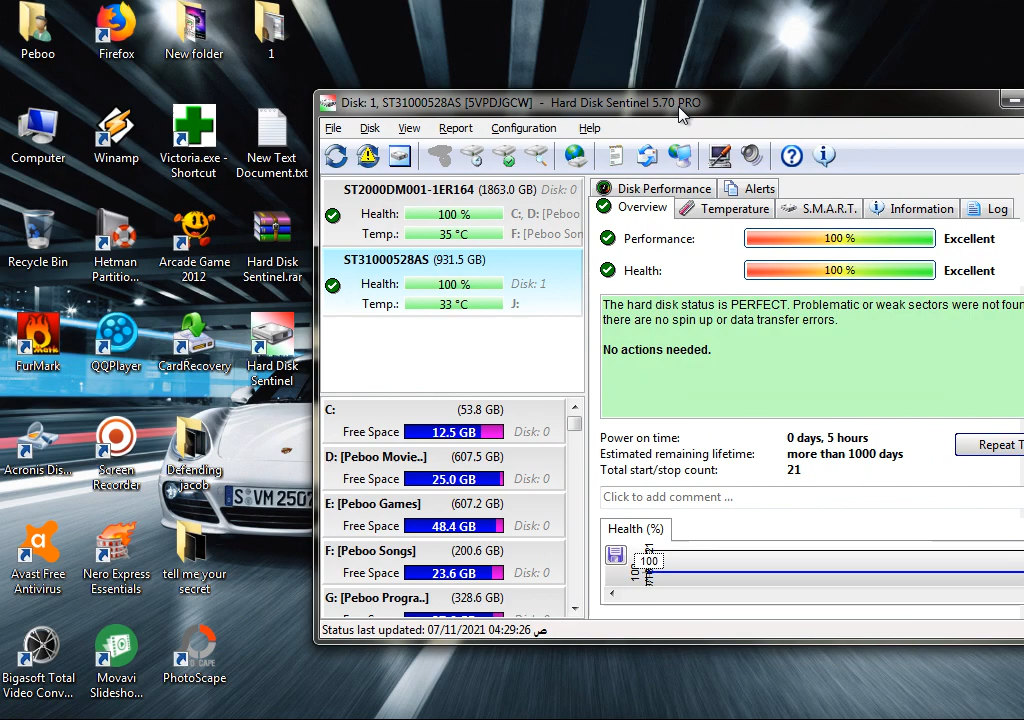 Peboo
Firefox
New folder
1
Computer
Winamp
Victoria.exe -
Shortcut
New Text
Document.txt
Recycle Bin
Hetman
Partitio...
Arcade Game
2012
Hard Disk
Sentinel.rar
FurMark
QQPlayer
CardRecovery
Hard Disk
Sentinel
Acronis Dis...
Screen
Recorder
Defending
jacob
Avast Free
Antivirus
Nero Express
Essentials
tell me your
secret
Bigasoft Total
Video Conv...
Movavi
Slidesho...
PhotoScape
S VM 2507
Disk: 1, ST31000528AS [5VPDJGCW] - Hard Disk Sentinel 5.70 PRO
File Disk View Report Configuration Help
ST2000DM001-1ER164 (1863.0 GB) Disk: 0
Health: 100 % C:, D: [Peboo
Temp.: 35 °C F: [Peboo Son
ST31000528AS (931.5 GB)
Health: 100 % Disk: 1
Temp.: 33 °C J:
C: (53.8 GB)
Free Space 12.5 GB Disk: 0
D: [Peboo Movie..] (607.5 GB)
Free Space 25.0 GB Disk: 0
E: [Peboo Games] (607.2 GB)
Free Space 48.4 GB Disk: 0
F: [Peboo Songs] (200.6 GB)
Free Space 23.6 GB Disk: 0
G: [Peboo Progra..] (328.6 GB)
Disk Performance Alerts
Overview Temperature S.M.A.R.T. Information Log
Performance: 100 % Excellent
Health: 100 % Excellent
The hard disk status is PERFECT. Problematic or weak sectors were not foun
there are no spin up or data transfer errors.
No actions needed.
Power on time: 0 days, 5 hours
Estimated remaining lifetime: more than 1000 days
Total start/stop count: 21
Repeat T
Click to add comment ...
Health (%)
100
Status last updated: 07/11/2021 04:29:26 ص